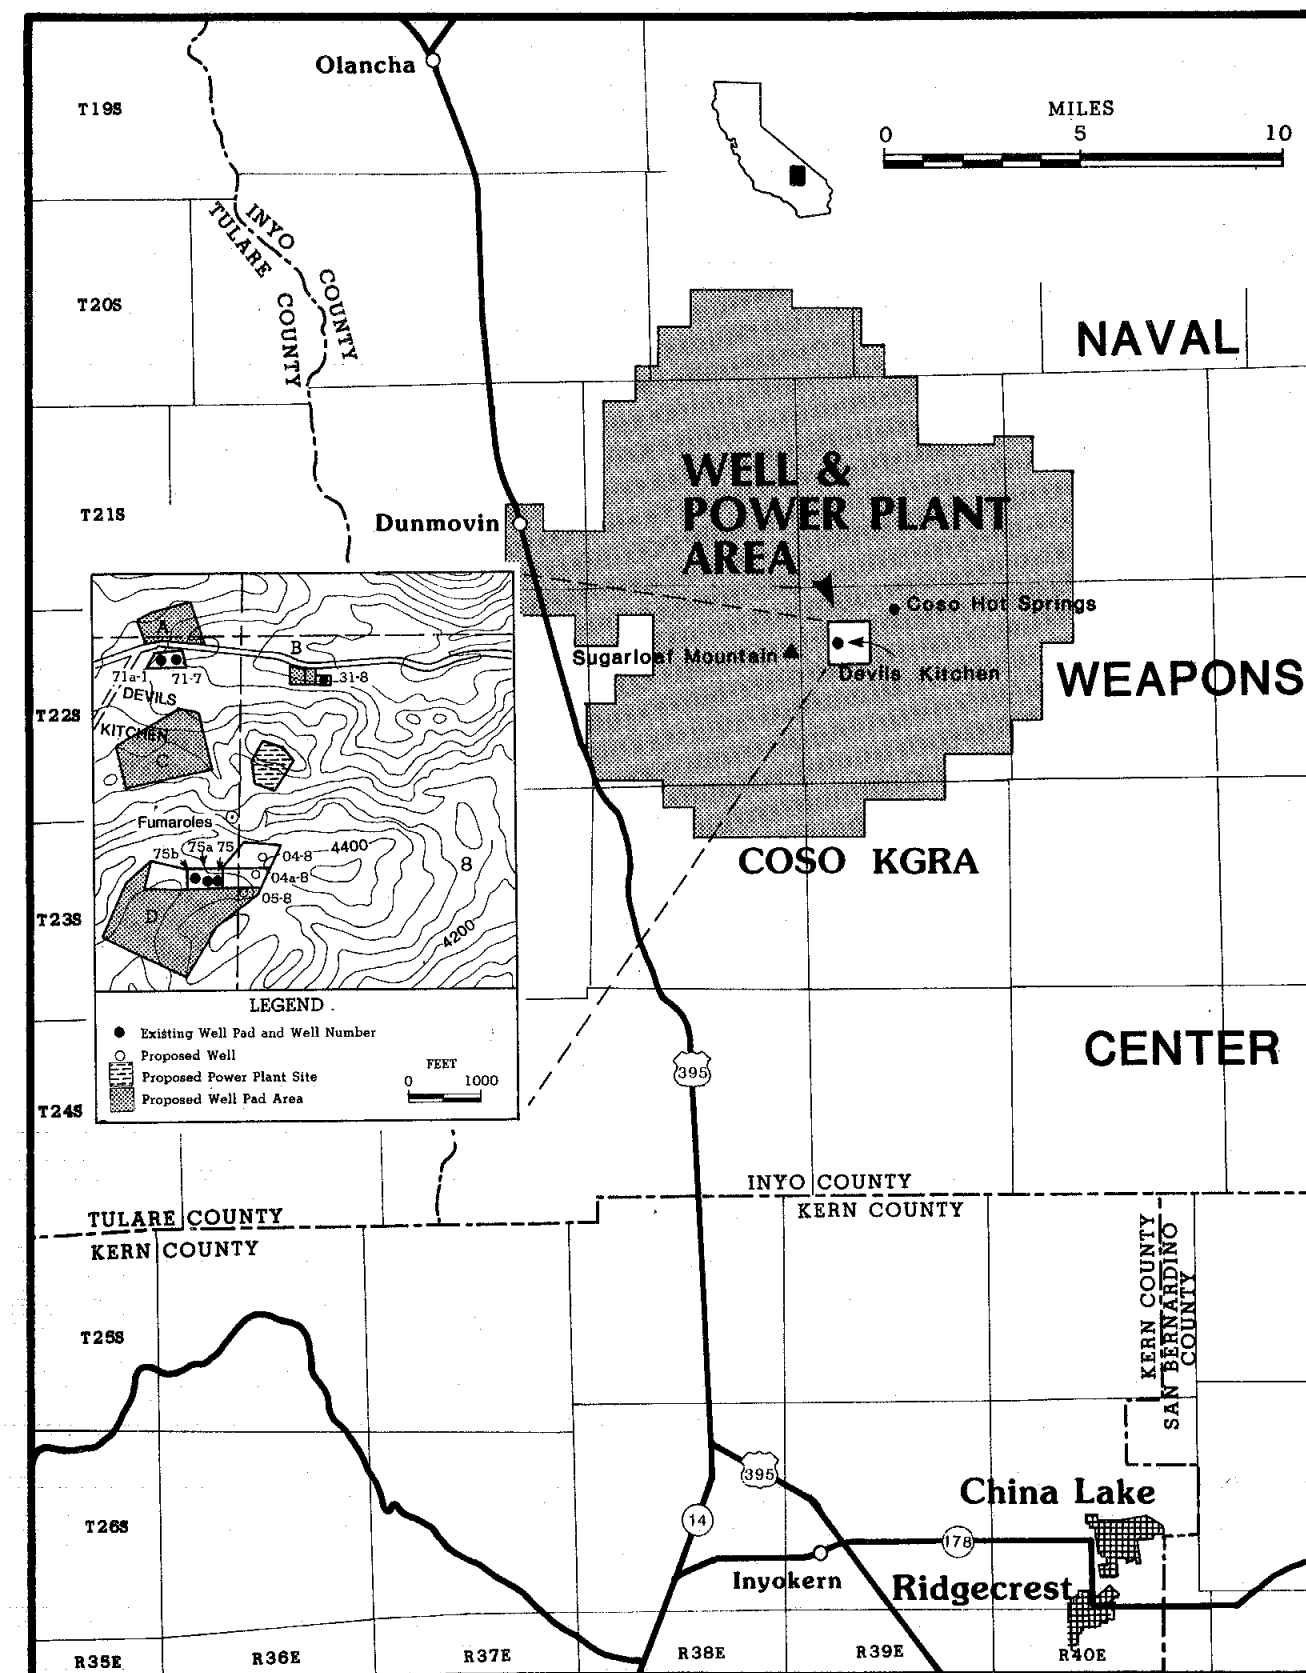 Olancha
T19S
MILES
0 5 10
INYO COUNTY
TULARE COUNTY
T20S
NAVAL
WELL &
POWER PLANT
AREA
T21S
Dunmovin
Coso Hot Springs
Sugarloaf Mountain
Devils Kitchen
WEAPONS
T22S
A
B
71a-1 71-7
31-8
DEVILS
KITCHEN
C
Fumaroles
75b 75a 75
04-8
4400
8
04a-8
05-8
D
4200
COSO KGRA
T23S
LEGEND
Existing Well Pad and Well Number
Proposed Well
Proposed Power Plant Site
Proposed Well Pad Area
FEET
0 1000
CENTER
395
T24S
INYO COUNTY
KERN COUNTY
TULARE COUNTY
KERN COUNTY
KERN COUNTY
SAN BERNARDINO
COUNTY
T25S
395
China Lake
14
178
T26S
Inyokern
Ridgecrest
R35E R36E R37E R38E R39E R40E